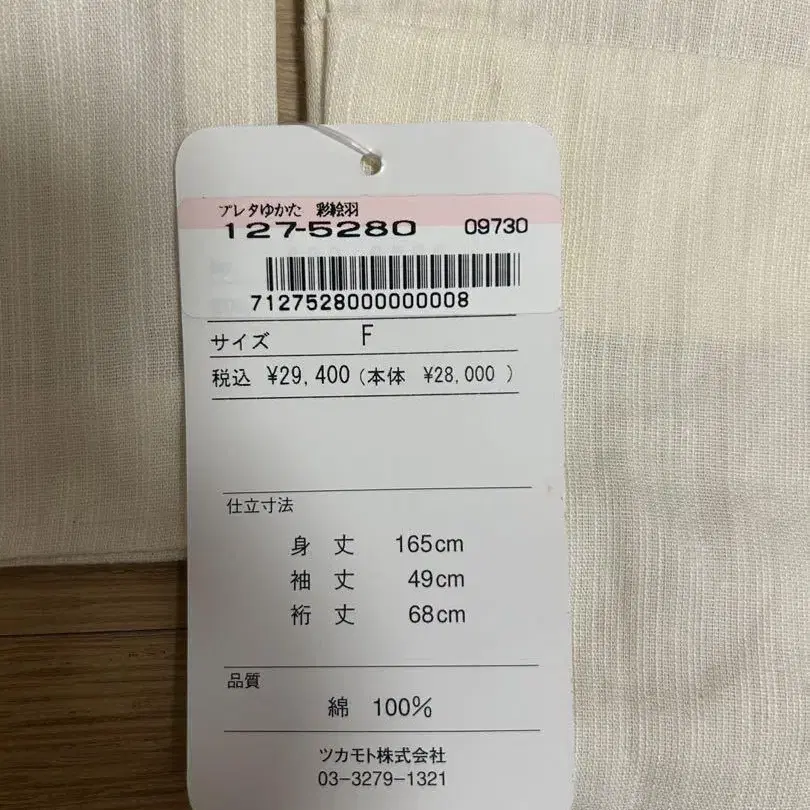 プレタゆかた 彩絵羽
127-5280 09730
7127528000000008
サイズ F
税込 ¥29,400 (本体 ¥28,000 )
仕立寸法
身 丈 165cm
袖 丈 49cm
裄 丈 68cm
品質
綿 100%
ツカモト株式会社
03-3279-1321